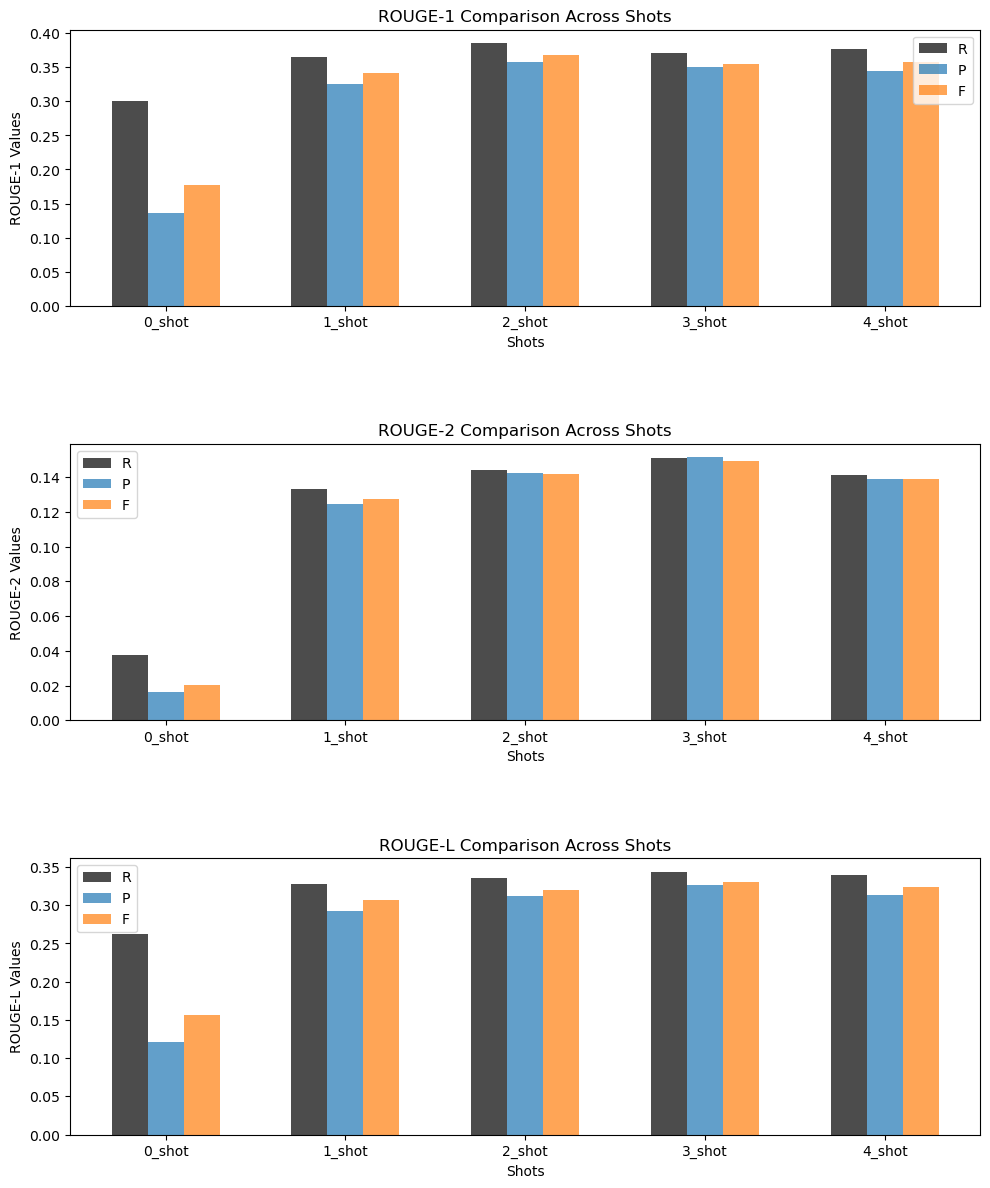 ROUGE-1 Comparison Across Shots
ROUGE-1 Values
0.40
0.35
0.30
0.25
0.20
0.15
0.10
0.05
0.00
R
P
F
0_shot 1_shot 2_shot 3_shot 4_shot
Shots
ROUGE-2 Comparison Across Shots
ROUGE-2 Values
0.14
0.12
0.10
0.08
0.06
0.04
0.02
0.00
R
P
F
0_shot 1_shot 2_shot 3_shot 4_shot
Shots
ROUGE-L Comparison Across Shots
ROUGE-L Values
0.35
0.30
0.25
0.20
0.15
0.10
0.05
0.00
R
P
F
0_shot 1_shot 2_shot 3_shot 4_shot
Shots